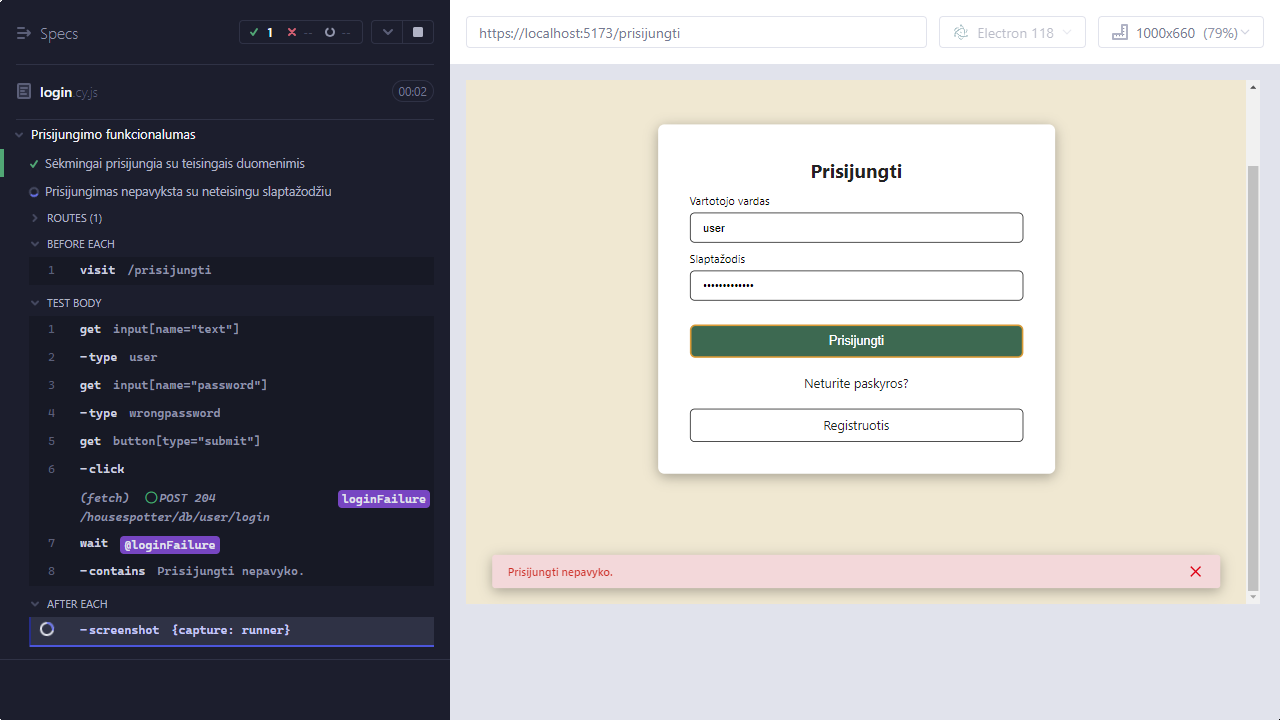 Specs
1 -- --
login.cy.js 00:02
Prisijungimo funkcionalumas
Sėkmingai prisijungia su teisingais duomenimis
Prisijungimas nepavyksta su neteisingu slaptažodžiu
ROUTES (1)
BEFORE EACH
1 visit /prisijungti
TEST BODY
1 get input[name="text"]
2 -type user
3 get input[name="password"]
4 -type wrongpassword
5 get button[type="submit"]
6 -click
(fetch) POST 204 loginFailure
/housespotter/db/user/login
7 wait @loginFailure
8 -contains Prisijungti nepavyko.
AFTER EACH
-screenshot {capture: runner}
https://localhost:5173/prisijungti
Electron 118
1000x660 (79%)
Prisijungti
Vartotojo vardas
user
Slaptažodis
•••••••••••••
Prisijungti
Neturite paskyros?
Registruotis
Prisijungti nepavyko.